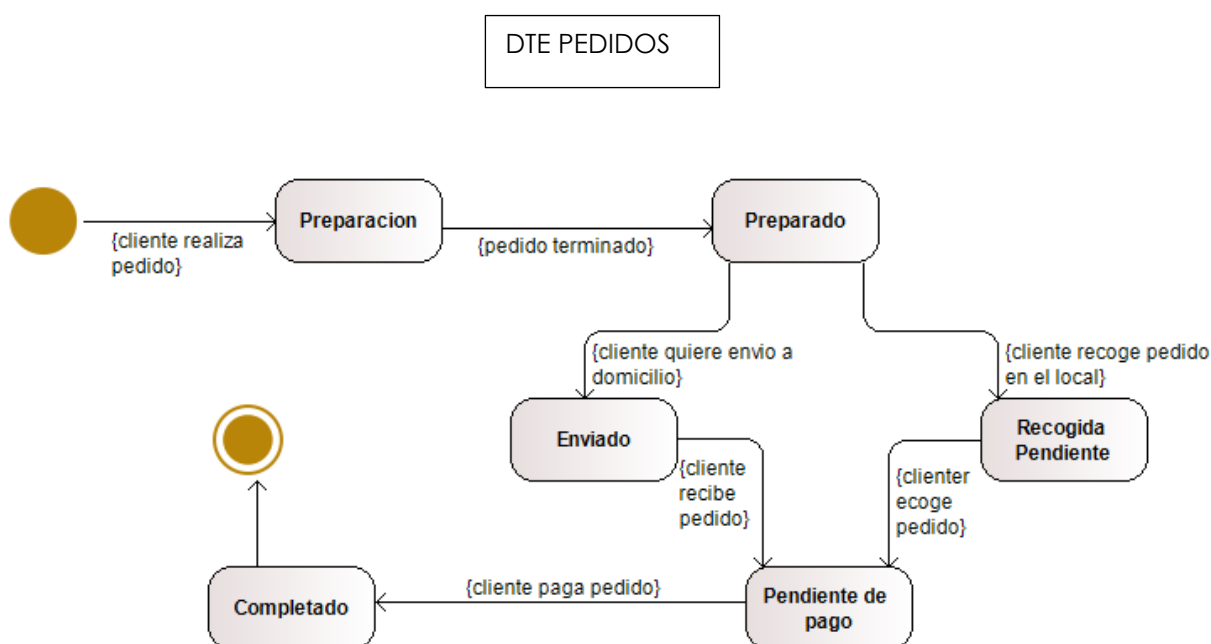 DTE PEDIDOS
Preparacion
Preparado
{cliente realiza
pedido}
{pedido terminado}
{cliente quiere envio a
domicilio}
{cliente recoge pedido
en el local}
Enviado
Recogida
Pendiente
{cliente
recibe
pedido}
{clienter
ecoge
pedido}
{cliente paga pedido}
Completado
Pendiente de
pago